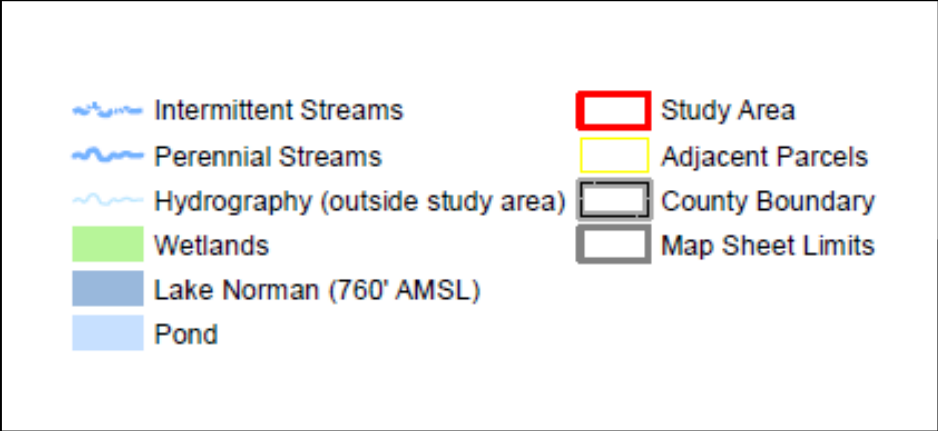 Intermittent Streams
Perennial Streams
Hydrography (outside study area)
Wetlands
Lake Norman (760' AMSL)
Pond
Study Area
Adjacent Parcels
County Boundary
Map Sheet Limits